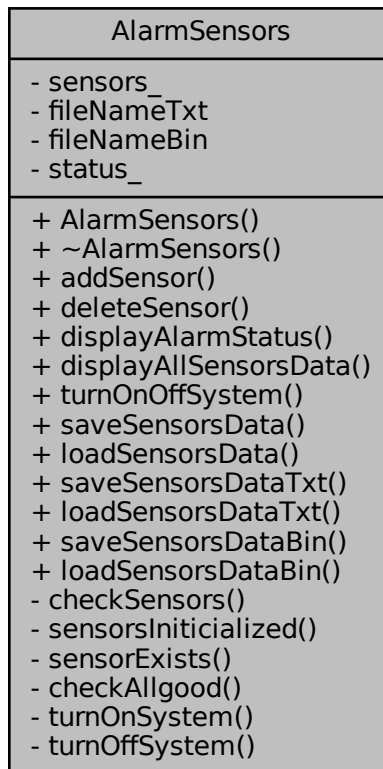 AlarmSensors
- sensors_
- fileNameTxt
- fileNameBin
- status_
+ AlarmSensors()
+ ~AlarmSensors()
+ addSensor()
+ deleteSensor()
+ displayAlarmStatus()
+ displayAllSensorsData()
+ turnOnOffSystem()
+ saveSensorsData()
+ loadSensorsData()
+ saveSensorsDataTxt()
+ loadSensorsDataTxt()
+ saveSensorsDataBin()
+ loadSensorsDataBin()
- checkSensors()
- sensorsIniticialized()
- sensorExists()
- checkAllgood()
- turnOnSystem()
- turnOffSystem()